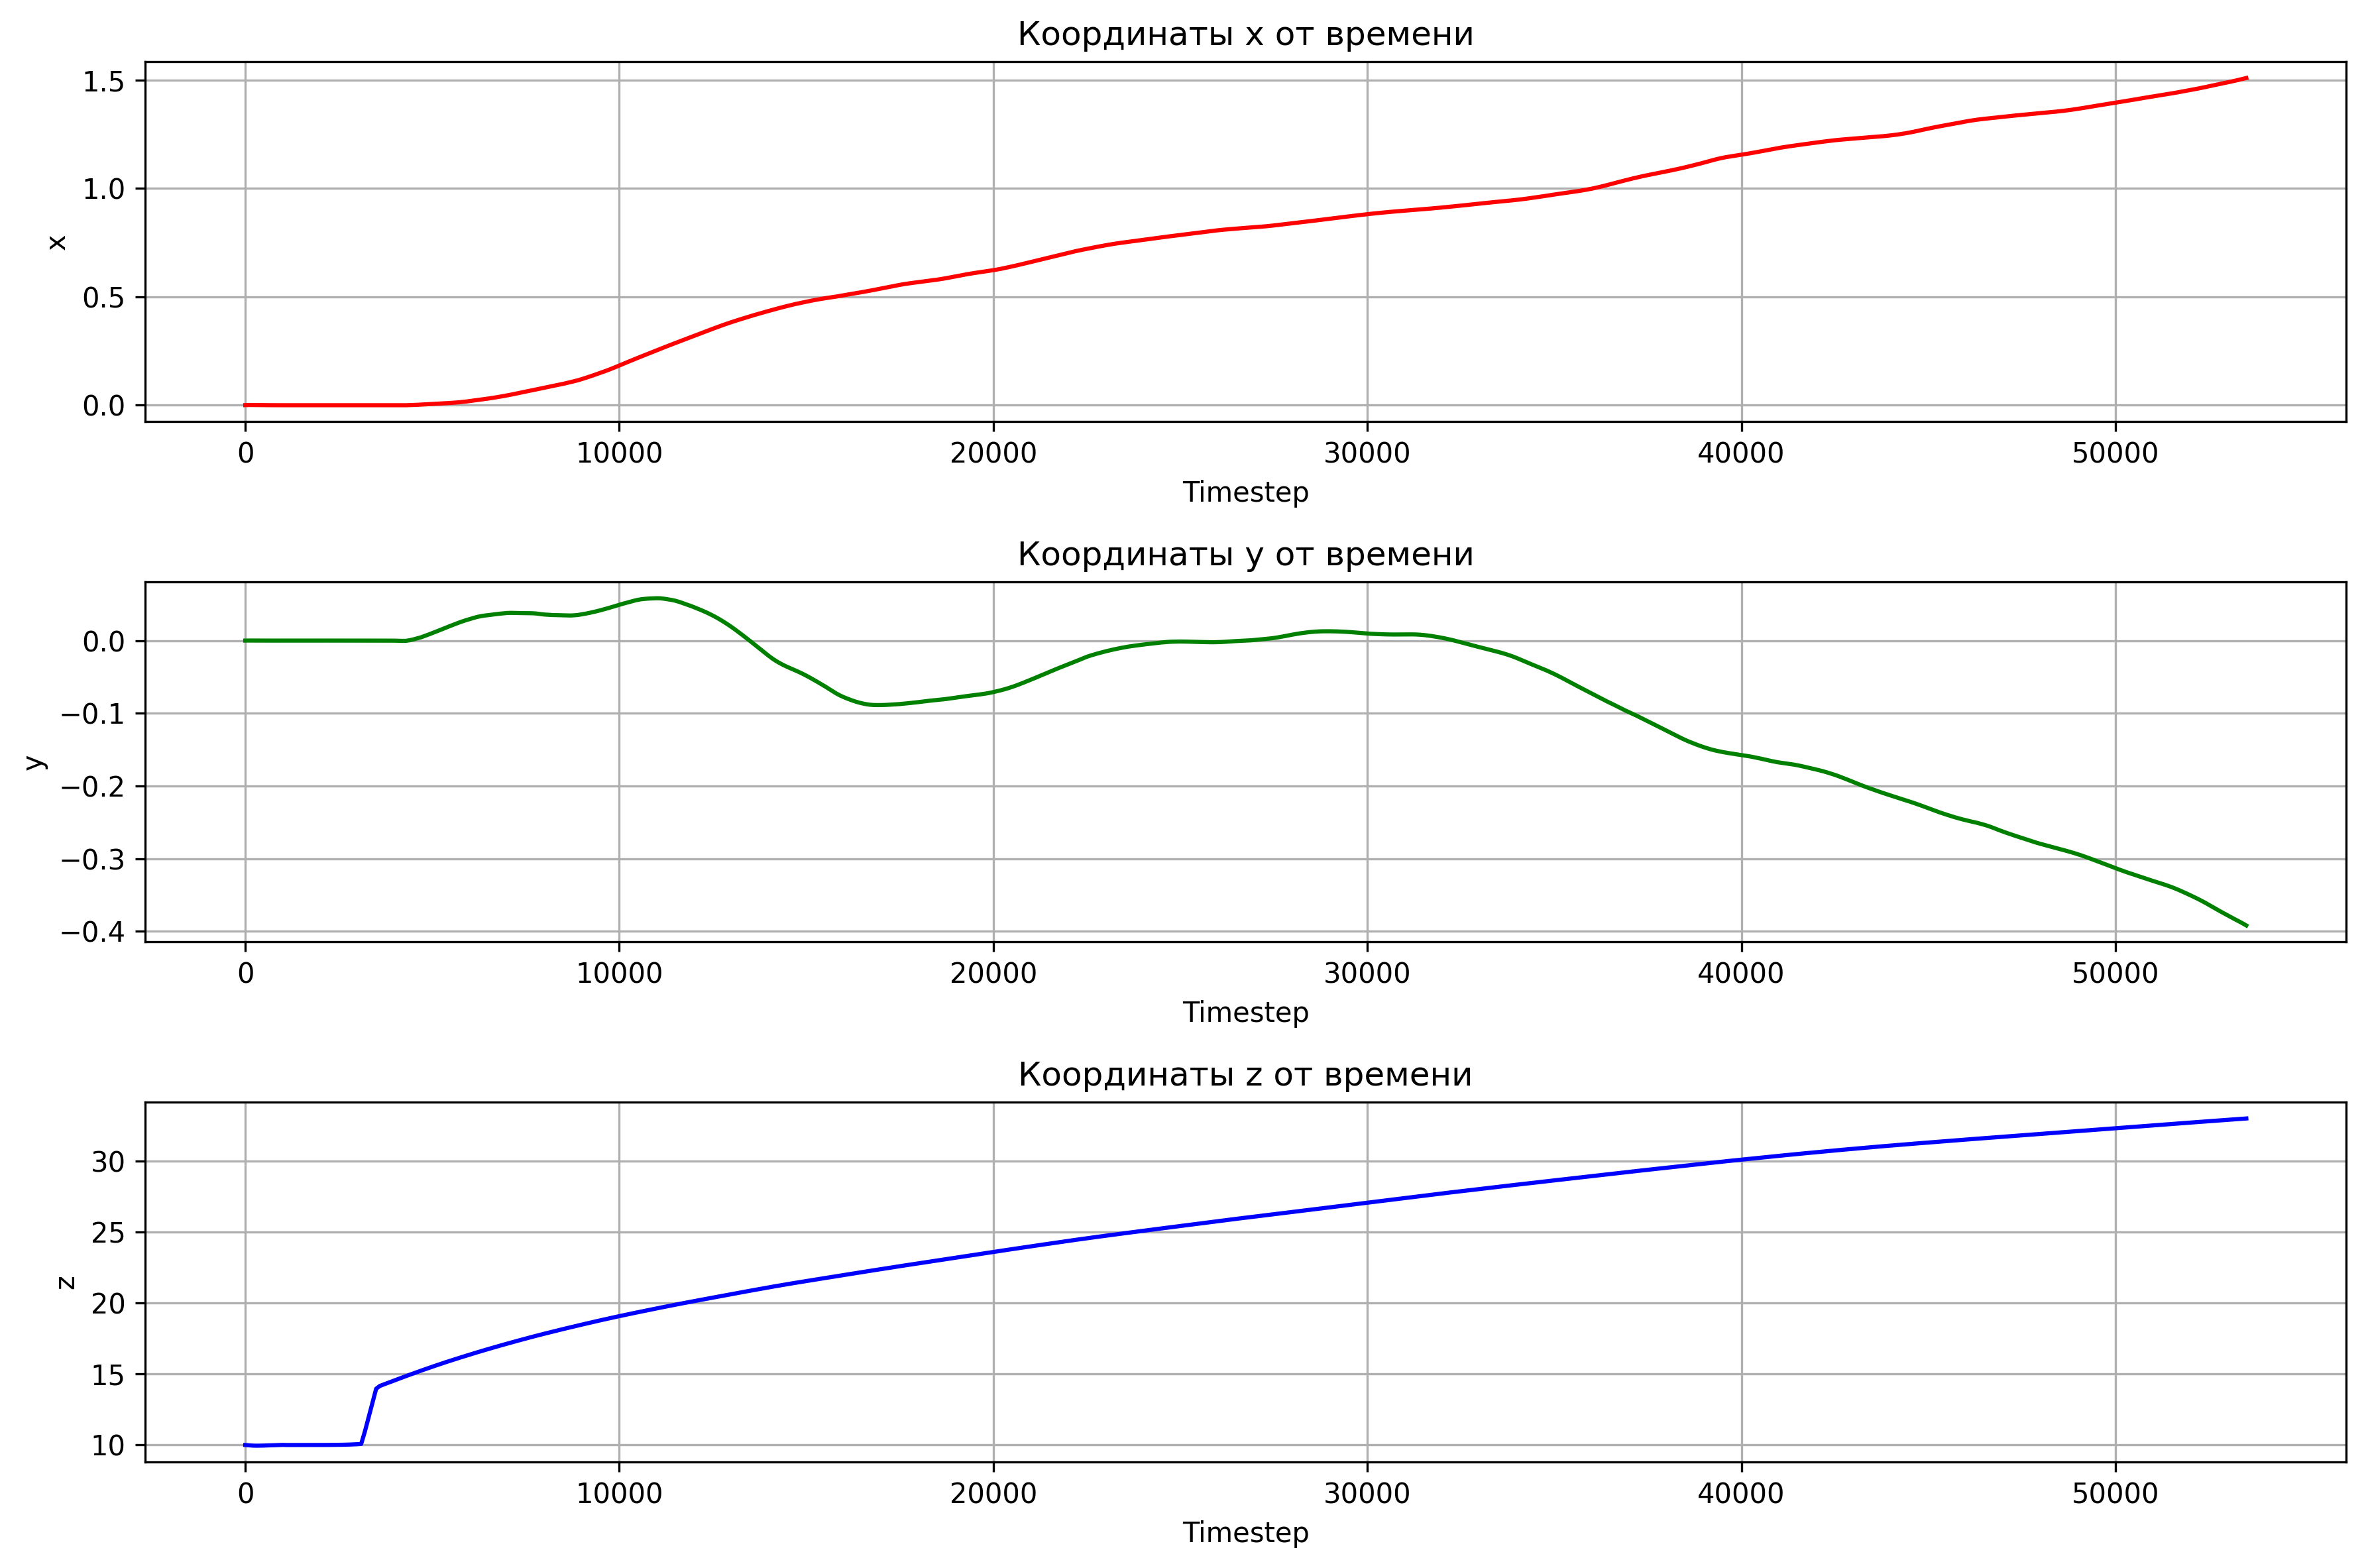 Координаты x от времени
1.5
1.0
0.5
0.0
x
0 10000 20000 30000 40000 50000
Timestep
Координаты y от времени
0.0
−0.1
−0.2
−0.3
−0.4
y
0 10000 20000 30000 40000 50000
Timestep
Координаты z от времени
30
25
20
15
10
z
0 10000 20000 30000 40000 50000
Timestep